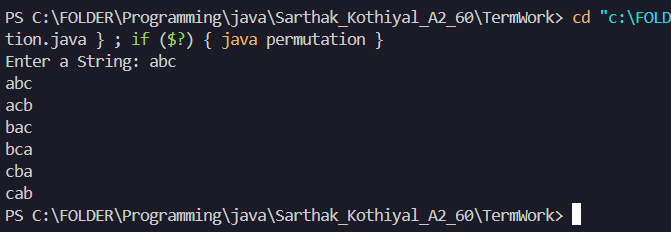 PS C:\FOLDER\Programming\java\Sarthak_Kothiyal_A2_60\TermWork> cd "c:\FOLD
tion.java } ; if ($?) { java permutation }
Enter a String: abc
abc
acb
bac
bca
cba
cab
PS C:\FOLDER\Programming\java\Sarthak_Kothiyal_A2_60\TermWork>